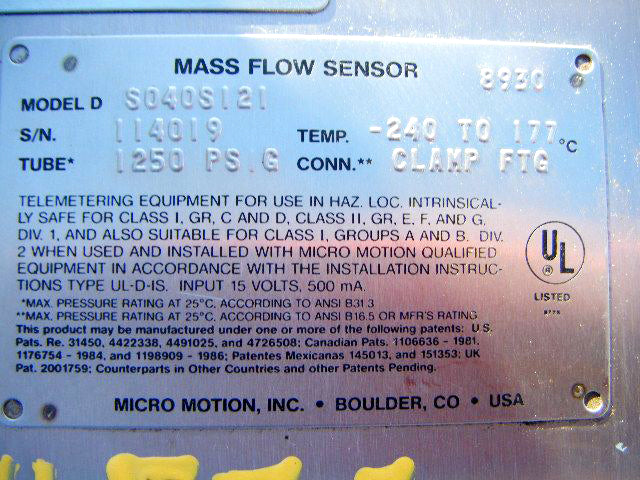 MASS FLOW SENSOR 8930
MODEL D S040S121
S/N. 114019 TEMP. -240 TO 177 °C
TUBE* 1250 PS.G CONN.** CLAMP FTG
TELEMETERING EQUIPMENT FOR USE IN HAZ. LOC. INTRINSICAL-
LY SAFE FOR CLASS I, GR, C AND D, CLASS II, GR, E, F, AND G,
DIV. 1, AND ALSO SUITABLE FOR CLASS I, GROUPS A AND B. DIV.
2 WHEN USED AND INSTALLED WITH MICRO MOTION QUALIFIED
EQUIPMENT IN ACCORDANCE WITH THE INSTALLATION INSTRUC-
TIONS TYPE UL-D-IS. INPUT 15 VOLTS, 500 mA.
UL ®
LISTED
*MAX. PRESSURE RATING AT 25°C, ACCORDING TO ANSI B31.3
**MAX. PRESSURE RATING AT 25°C, ACCORDING TO ANSI B16.5 OR MFR'S RATING
This product may be manufactured under one or more of the following patents: U.S.
Pats. Re. 31450, 4422338, 4491025, and 4726508; Canadian Pats. 1106636 - 1981,
1176754 - 1984, and 1198909 - 1986; Patentes Mexicanas 145013, and 151353; UK
Pat. 2001759; Counterparts in Other Countries and other Patents Pending.
MICRO MOTION, INC. • BOULDER, CO • USA